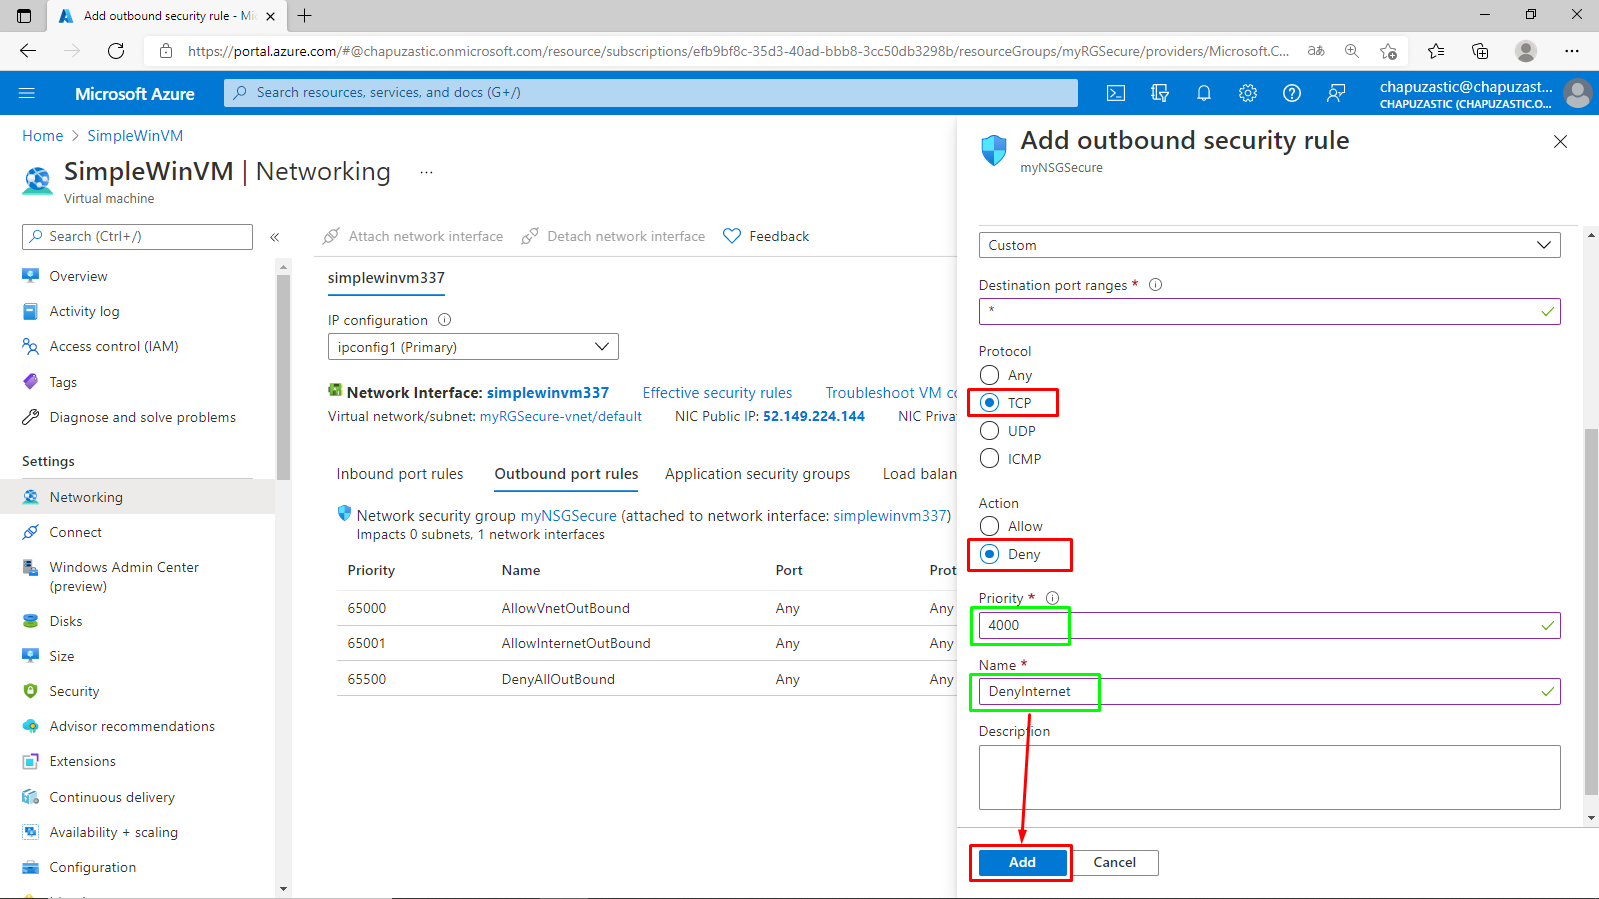 Add outbound security rule - Mi
https://portal.azure.com/#@chapuzastic.onmicrosoft.com/resource/subscriptions/efb9bf8c-35d3-40ad-bbb8-3cc50db3298b/resourceGroups/myRGSecure/providers/Microsoft.C...
Microsoft Azure
Search resources, services, and docs (G+/)
chapuzastic@chapuzast...
CHAPUZASTIC (CHAPUZASTIC.O...
Home > SimpleWinVM
SimpleWinVM | Networking ...
Virtual machine
Search (Ctrl+/)
«
Overview
Activity log
Access control (IAM)
Tags
Diagnose and solve problems
Settings
Networking
Connect
Windows Admin Center
(preview)
Disks
Size
Security
Advisor recommendations
Extensions
Continuous delivery
Availability + scaling
Configuration
Attach network interface Detach network interface Feedback
simplewinvm337
IP configuration
ipconfig1 (Primary)
Network Interface: simplewinvm337 Effective security rules Troubleshoot VM co
Virtual network/subnet: myRGSecure-vnet/default NIC Public IP: 52.149.224.144 NIC Priva
Inbound port rules Outbound port rules Application security groups Load balan
Network security group myNSGSecure (attached to network interface: simplewinvm337)
Impacts 0 subnets, 1 network interfaces
Priority Name Port Prot
65000 AllowVnetOutBound Any Any
65001 AllowInternetOutBound Any Any
65500 DenyAllOutBound Any Any
Add outbound security rule
myNSGSecure
Custom
Destination port ranges *
*
Protocol
Any
TCP
UDP
ICMP
Action
Allow
Deny
Priority *
4000
Name *
DenyInternet
Description
Add Cancel